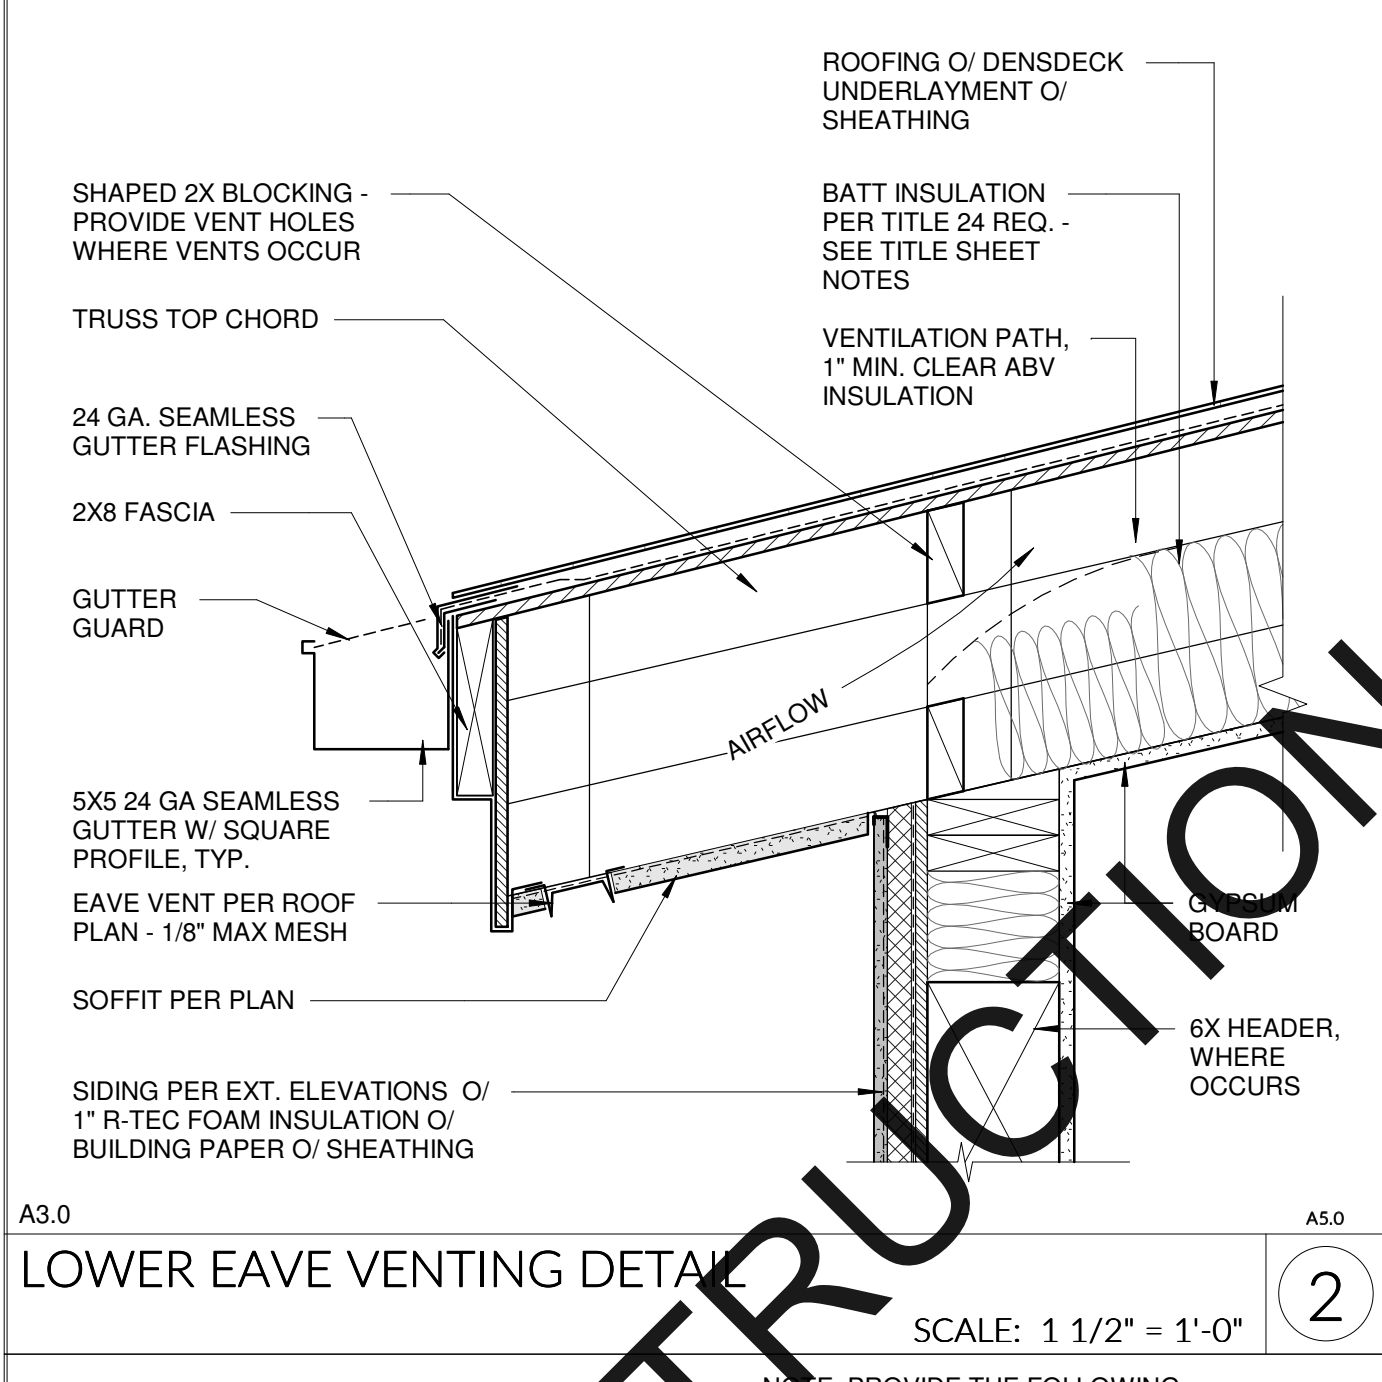 ROOFING O/ DENSDECK
UNDERLAYMENT O/
SHEATHING
SHAPED 2X BLOCKING -
PROVIDE VENT HOLES
WHERE VENTS OCCUR
BATT INSULATION
PER TITLE 24 REQ. -
SEE TITLE SHEET
NOTES
TRUSS TOP CHORD
VENTILATION PATH,
1" MIN. CLEAR ABV
INSULATION
24 GA. SEAMLESS
GUTTER FLASHING
2X8 FASCIA
GUTTER
GUARD
AIRFLOW
5X5 24 GA SEAMLESS
GUTTER W/ SQUARE
PROFILE, TYP.
EAVE VENT PER ROOF
PLAN - 1/8" MAX MESH
GYPSUM
BOARD
SOFFIT PER PLAN
6X HEADER,
WHERE
OCCURS
SIDING PER EXT. ELEVATIONS O/
1" R-TEC FOAM INSULATION O/
BUILDING PAPER O/ SHEATHING
A3.0
A5.0
LOWER EAVE VENTING DETAIL
2
SCALE: 1 1/2" = 1'-0"
NOTE: PROVIDE THE FOLLOWING
TRUCTION